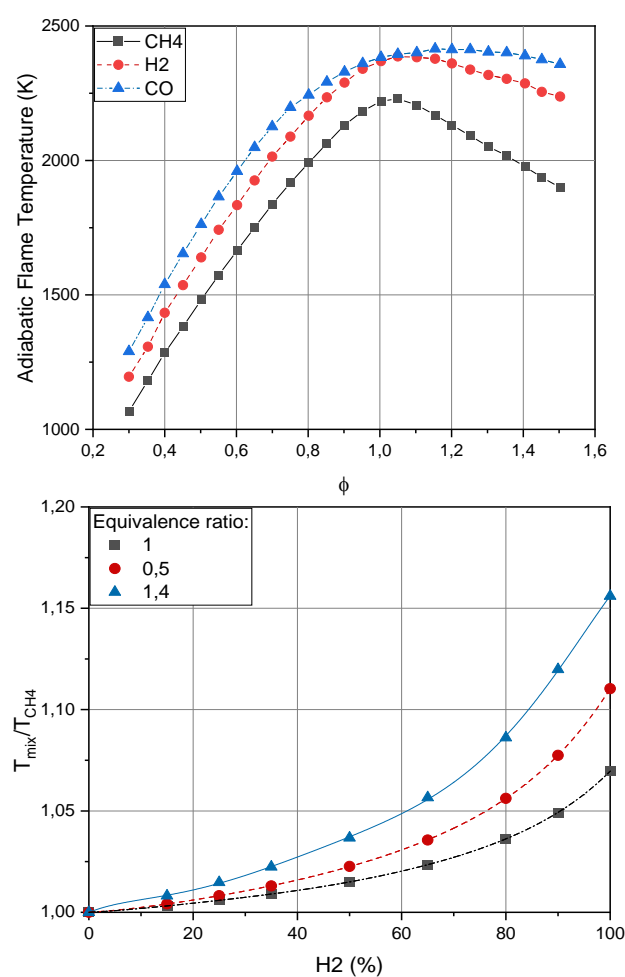 Adiabatic Flame Temperature (K)
2500
2000
1500
1000
CH4
H2
CO
0,2 0,4 0,6 0,8 1,0 1,2 1,4 1,6
ϕ
T_mix/T_CH4
1,20
1,15
1,10
1,05
1,00
Equivalence ratio:
1
0,5
1,4
0 20 40 60 80 100
H2 (%)